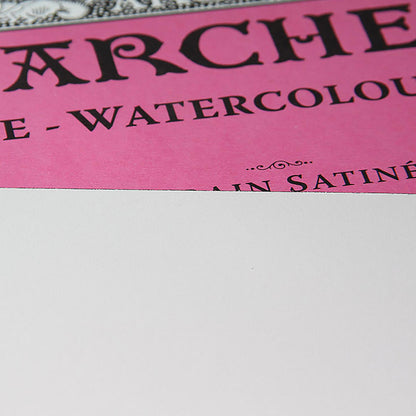 ARCHE
E - WATERCOLOU
RAIN SATINÉ